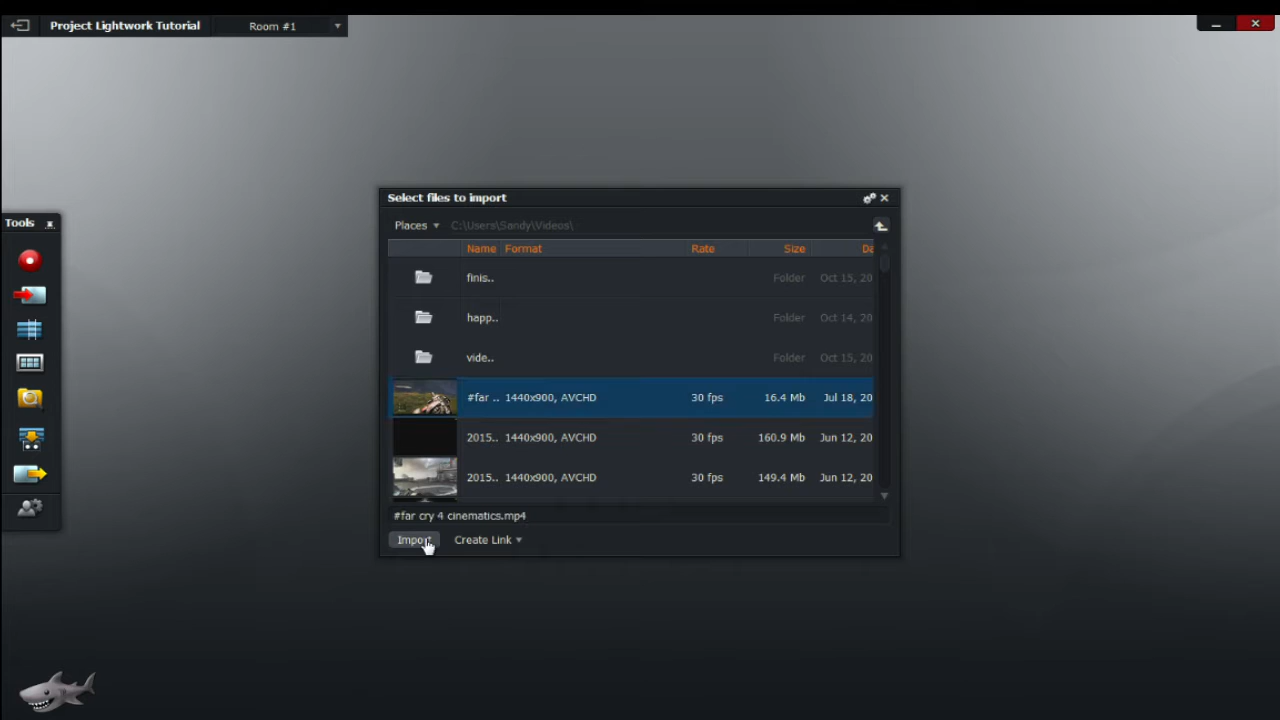 Project Lightwork Tutorial Room #1
Select files to import
Tools
Places C:\Users\Sandy\Videos\
Name Format Rate Size Da
finis.. Folder Oct 15, 20
happ.. Folder Oct 14, 20
vide.. Folder Oct 15, 20
#far .. 1440x900, AVCHD 30 fps 16.4 Mb Jul 18, 20
2015.. 1440x900, AVCHD 30 fps 160.9 Mb Jun 12, 20
2015.. 1440x900, AVCHD 30 fps 149.4 Mb Jun 12, 20
#far cry 4 cinematics.mp4
Import Create Link